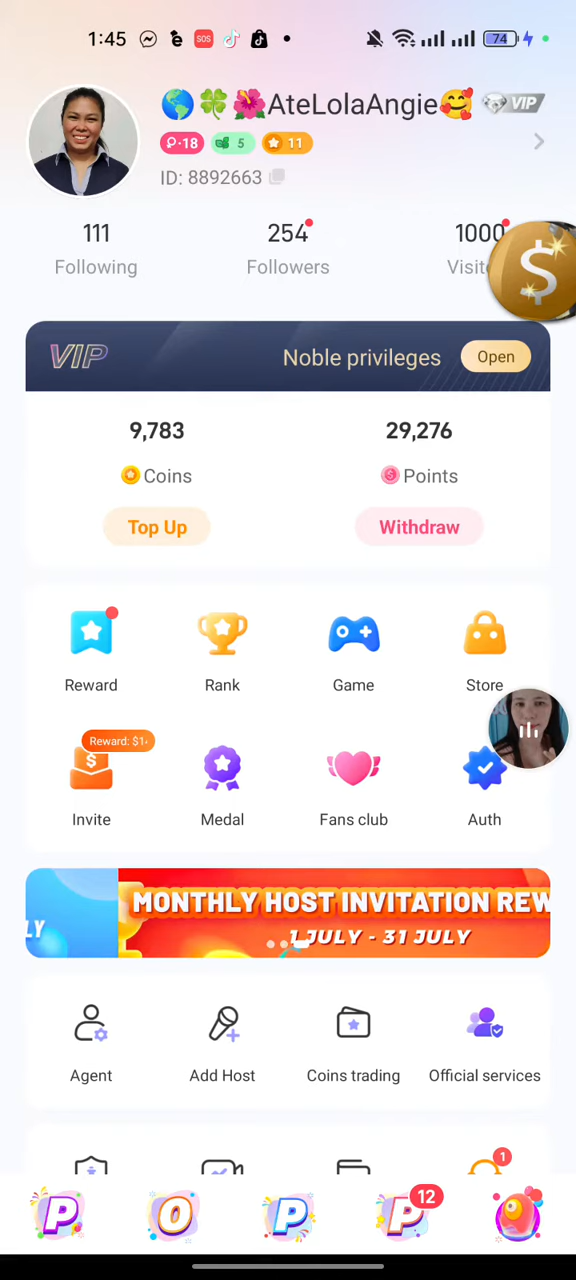 1:45 SOS 74
🌎🍀🌺AteLolaAngie🥰 VIP
18 5 11
ID: 8892663
111 254 1000
Following Followers Visit
$
VIP Noble privileges Open
9,783 29,276
Coins Points
Top Up Withdraw
Reward Rank Game Store
Reward: $1
Invite Medal Fans club Auth
LY MONTHLY HOST INVITATION REW
1 JULY - 31 JULY
Agent Add Host Coins trading Official services
1
P O P P 12